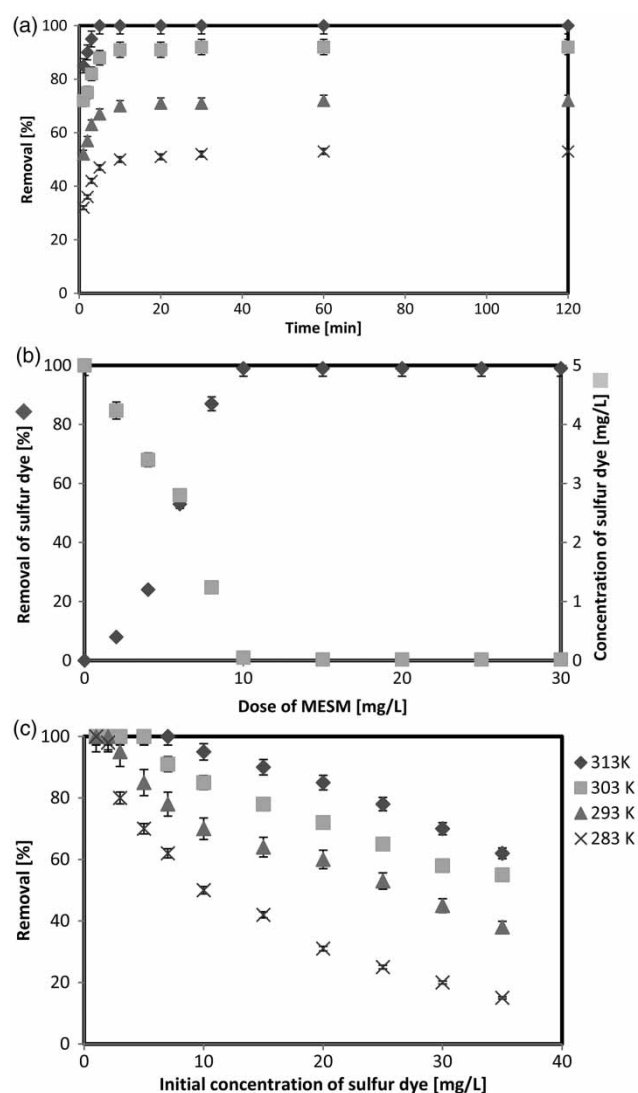 (a)
100
80
60
40
20
0
Removal [%]
0 20 40 60 80 100 120
Time [min]
(b)
100
80
60
40
20
0
Removal of sulfur dye [%]
5
4
3
2
1
0
Concentration of sulfur dye [mg/L]
0 10 20 30
Dose of MESM [mg/L]
(c)
100
80
60
40
20
0
Removal [%]
0 10 20 30 40
Initial concentration of sulfur dye [mg/L]
313K
303 K
293 K
283 K